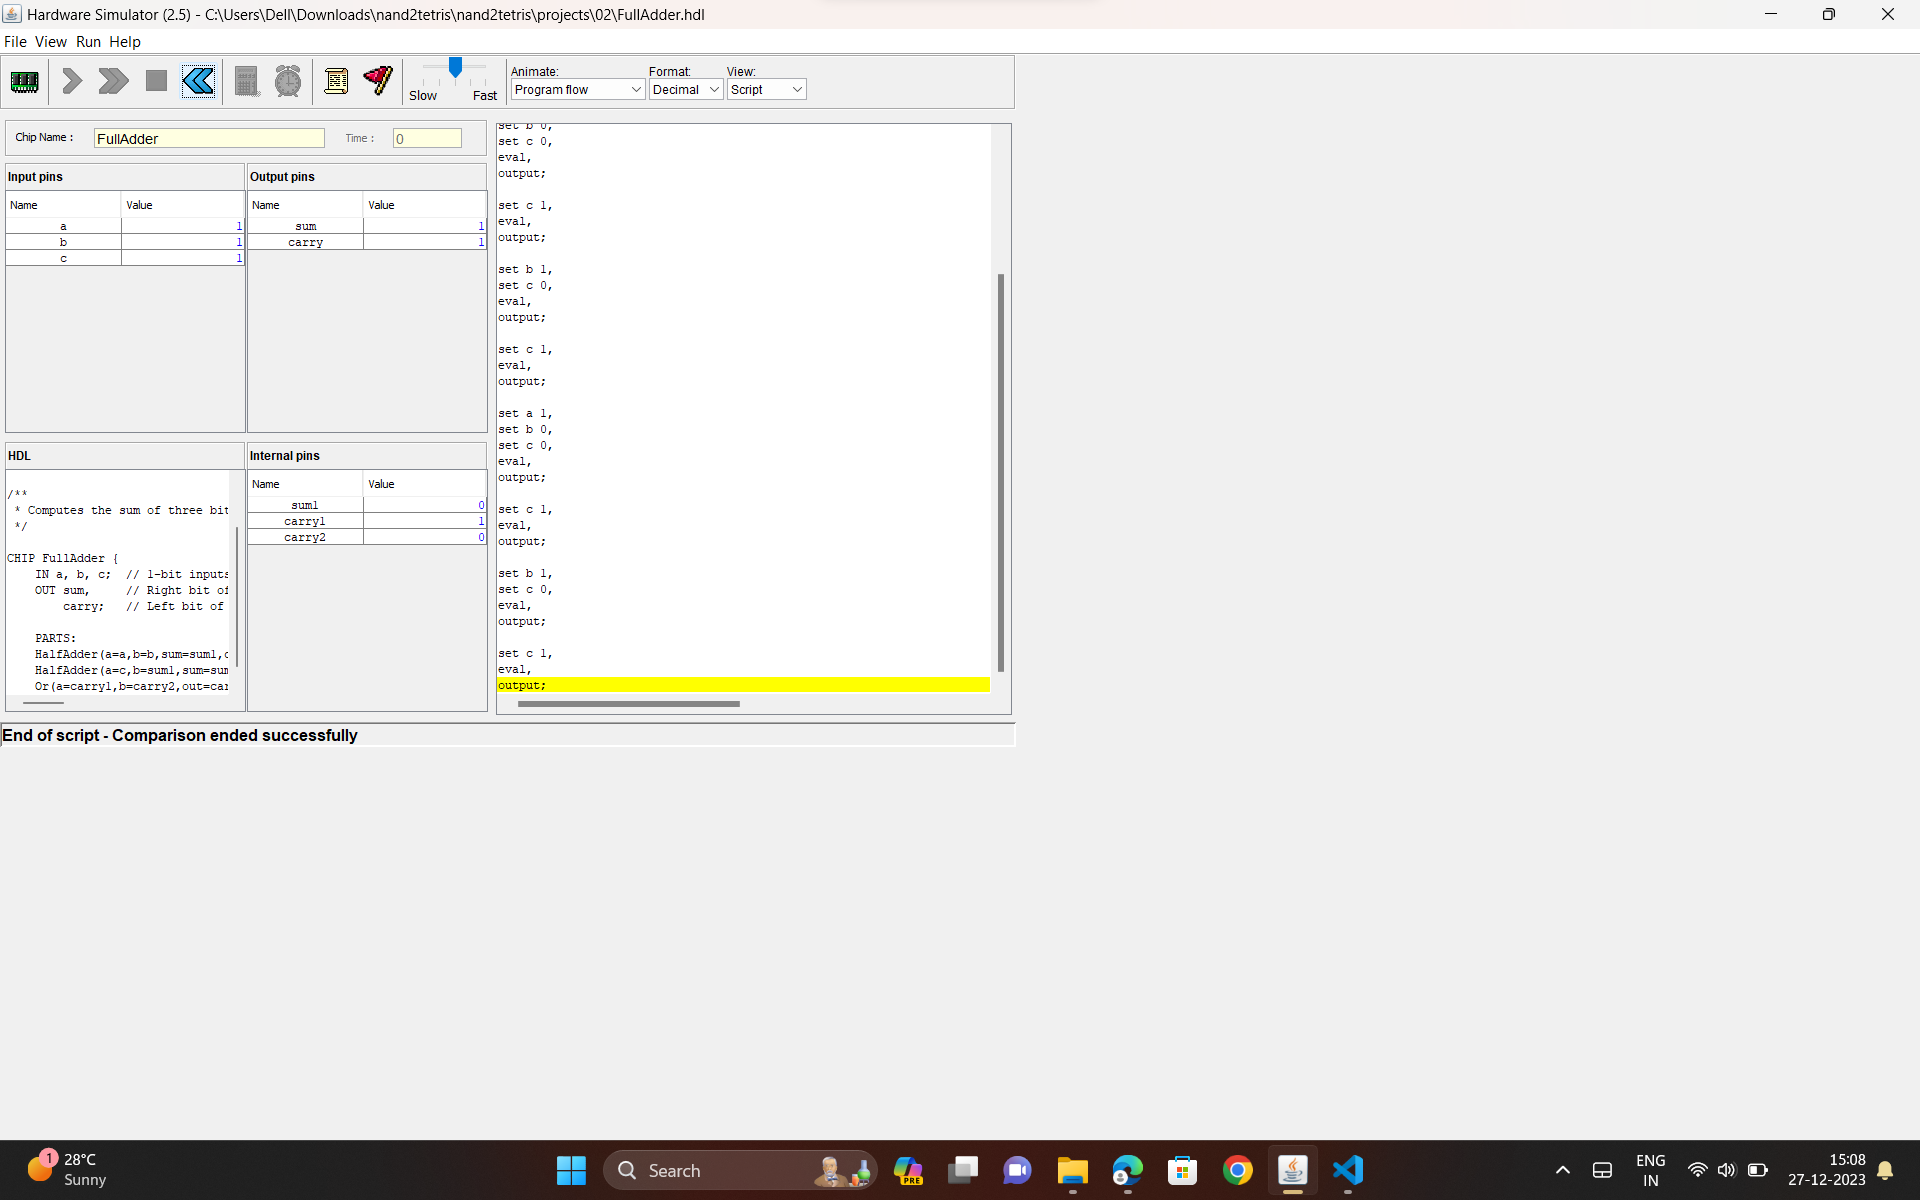 Hardware Simulator (2.5) - C:\Users\Dell\Downloads\nand2tetris\nand2tetris\projects\02\FullAdder.hdl
File View Run Help
Slow Fast
Animate: Format: View:
Program flow Decimal Script
Chip Name : FullAdder Time : 0
Input pins
Name Value
a 1
b 1
c 1
Output pins
Name Value
sum 1
carry 1
HDL
/**
* Computes the sum of three bit
*/
CHIP FullAdder {
IN a, b, c; // 1-bit inputs
OUT sum, // Right bit of
carry; // Left bit of
PARTS:
HalfAdder(a=a,b=b,sum=sum1,c
HalfAdder(a=c,b=sum1,sum=sum
Or(a=carry1,b=carry2,out=car
Internal pins
Name Value
sum1 0
carry1 1
carry2 0
set b 0,
set c 0,
eval,
output;
set c 1,
eval,
output;
set b 1,
set c 0,
eval,
output;
set c 1,
eval,
output;
set a 1,
set b 0,
set c 0,
eval,
output;
set c 1,
eval,
output;
set b 1,
set c 0,
eval,
output;
set c 1,
eval,
output;
End of script - Comparison ended successfully
1
28°C
Sunny
Search
PRE
ENG
IN
15:08
27-12-2023